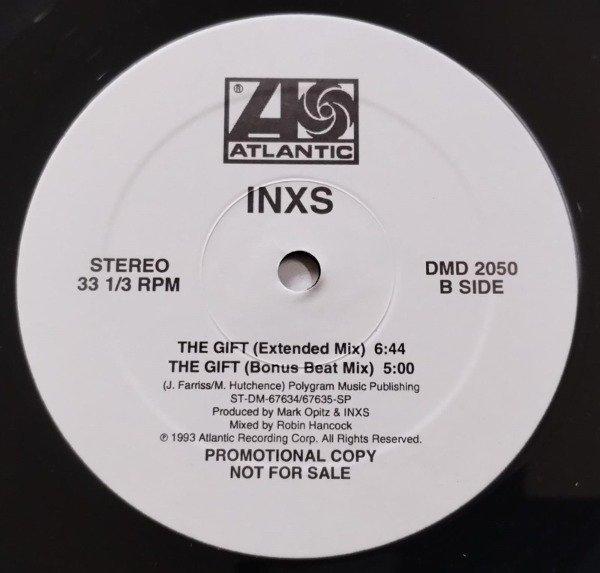 ®
ATLANTIC
INXS
STEREO
33 1/3 RPM
DMD 2050
B SIDE
THE GIFT (Extended Mix) 6:44
THE GIFT (Bonus Beat Mix) 5:00
(J. Farriss/M. Hutchence) Polygram Music Publishing
ST-DM-67634/67635-SP
Produced by Mark Opitz & INXS
Mixed by Robin Hancock
℗ 1993 Atlantic Recording Corp. All Rights Reserved.
PROMOTIONAL COPY
NOT FOR SALE